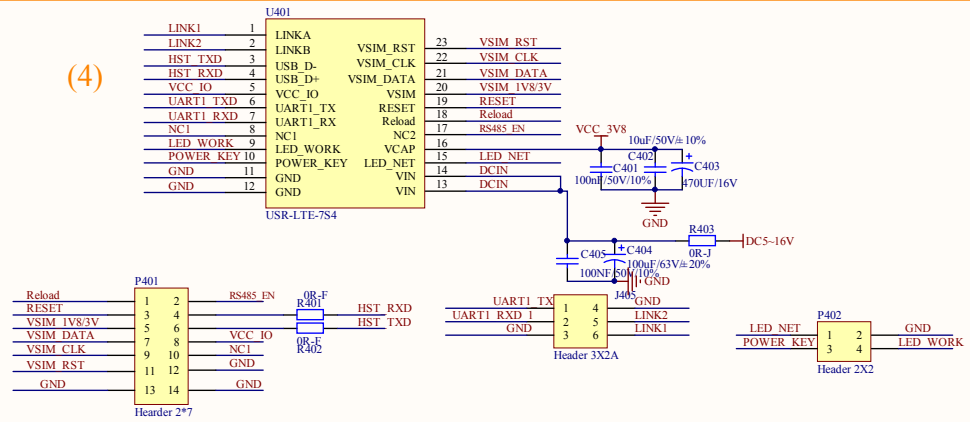 (4)
U401
LINK1 1 LINKA
LINK2 2 LINKB
HST_TXD 3 USB_D-
HST_RXD 4 USB_D+
VCC_IO 5 VCC_IO
UART1_TXD 6 UART1_TX
UART1_RXD 7 UART1_RX
NC1 8 NC1
LED_WORK 9 LED_WORK
POWER_KEY 10 POWER_KEY
GND 11 GND
GND 12 GND
VSIM_RST 23 VSIM_RST
VSIM_CLK 22 VSIM_CLK
VSIM_DATA 21 VSIM_DATA
VSIM 20 VSIM_1V8/3V
RESET 19 RESET
Reload 18 Reload
NC2 17 RS485_EN
VCAP 16
LED_NET 15 LED_NET
VIN 14 DCIN
VIN 13 DCIN
USR-LTE-7S4
VCC_3V8
10uF/50V/±10%
C401
C402
C403
100nF/50V/10%
470UF/16V
GND
R403
0R-J
DC5~16V
C405
C404
100uF/63V/±20%
100NF/50V/10%
GND
P401
Reload 1 2 RS485_EN
RESET 3 4
VSIM_1V8/3V 5 6
VSIM_DATA 7 8 VCC_IO
VSIM_CLK 9 10 NC1
VSIM_RST 11 12 GND
GND 13 14 GND
Hearder 2*7
0R-F
R401
HST_RXD
HST_TXD
0R-F
R402
J405
UART1_TX 1 4 GND
UART1_RXD_1 2 5 LINK2
GND 3 6 LINK1
Header 3X2A
P402
LED_NET 1 2 GND
POWER_KEY 3 4 LED_WORK
Header 2X2